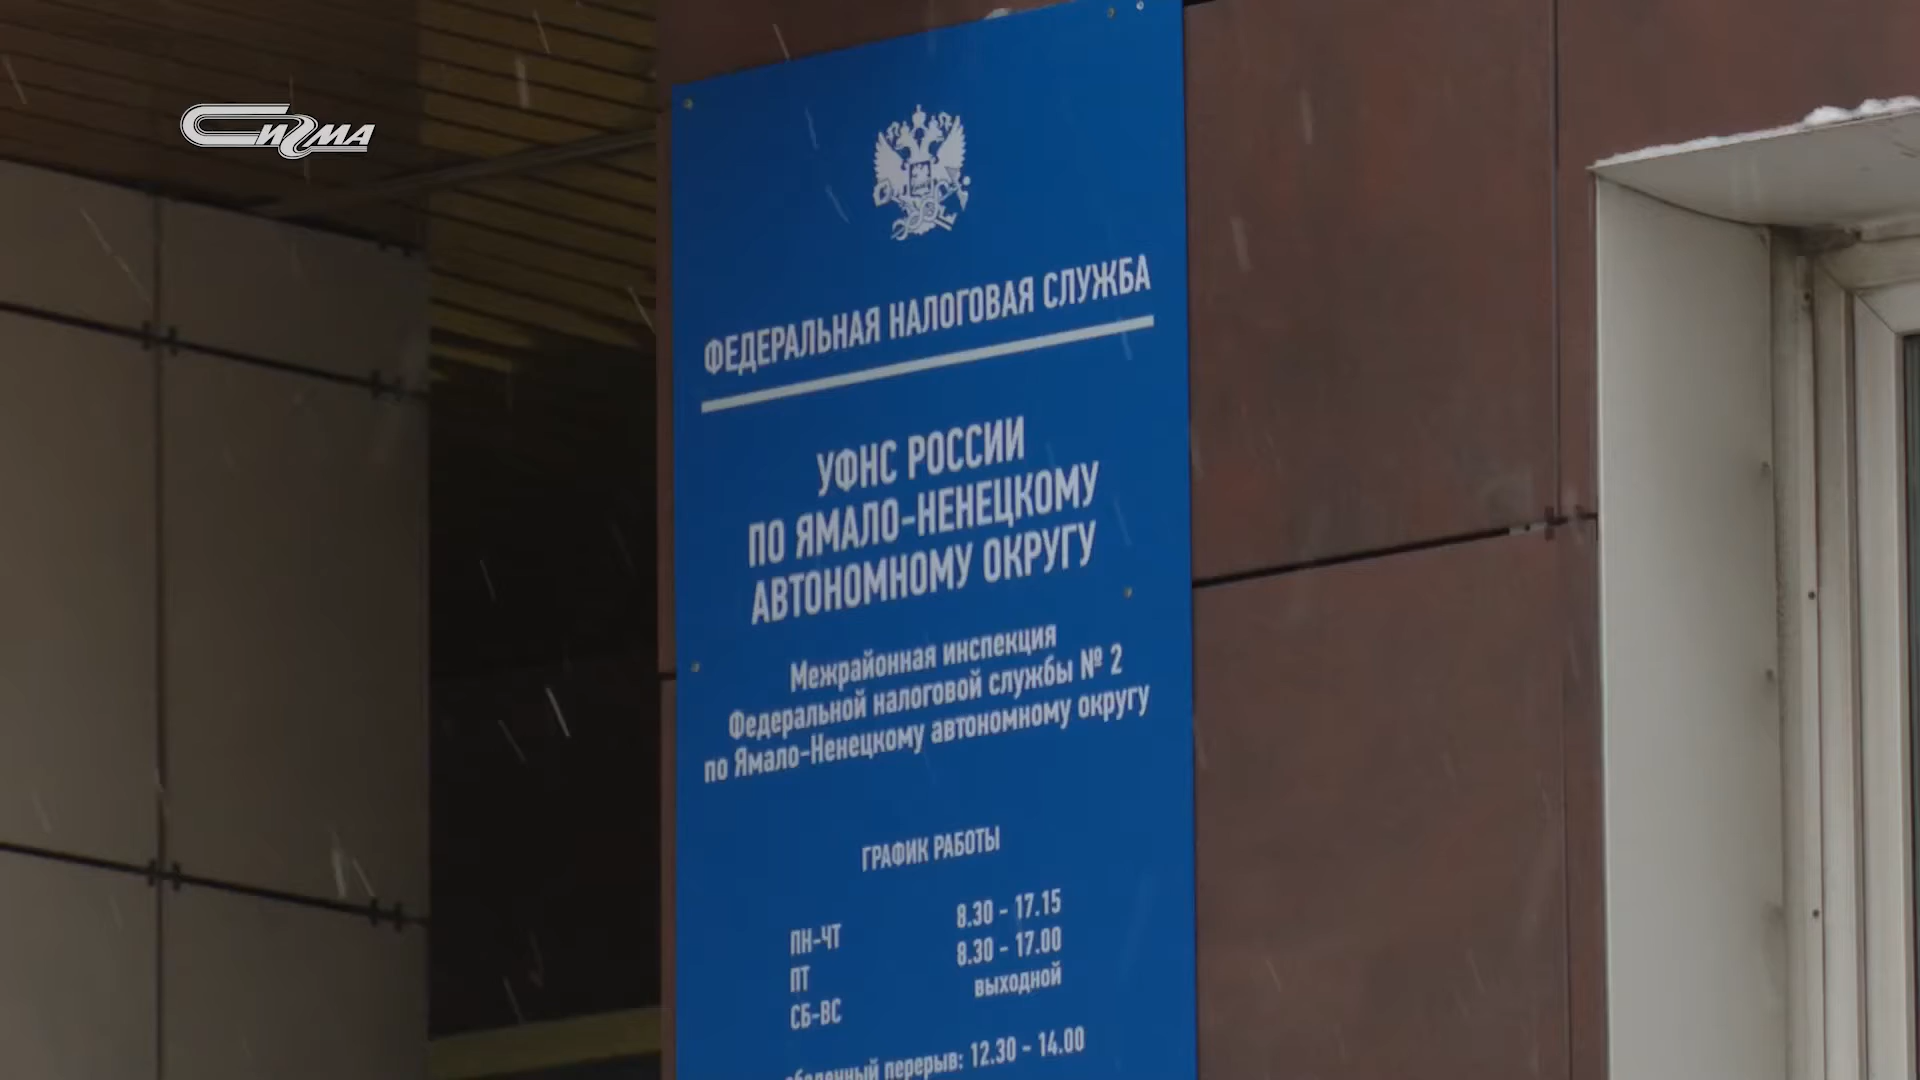 СИГМА
ФЕДЕРАЛЬНАЯ НАЛОГОВАЯ СЛУЖБА
УФНС РОССИИ
ПО ЯМАЛО-НЕНЕЦКОМУ
АВТОНОМНОМУ ОКРУГУ
Межрайонная инспекция
Федеральной налоговой службы № 2
по Ямало-Ненецкому автономному округу
ГРАФИК РАБОТЫ
ПН-ЧТ 8.30 - 17.15
ПТ 8.30 - 17.00
СБ-ВС выходной
перерыв: 12.30 - 14.00